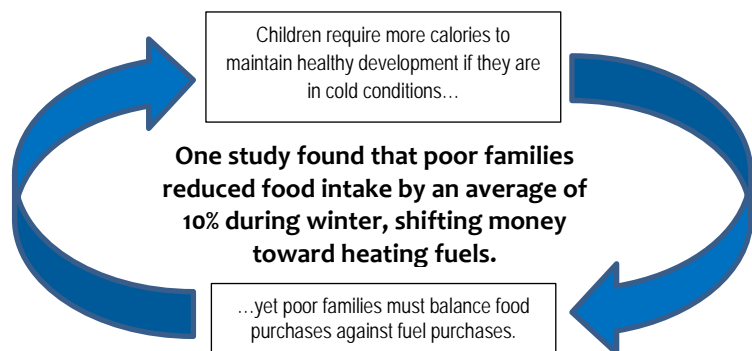 Children require more calories to
maintain healthy development if they are
in cold conditions…
One study found that poor families
reduced food intake by an average of
10% during winter, shifting money
toward heating fuels.
…yet poor families must balance food
purchases against fuel purchases.